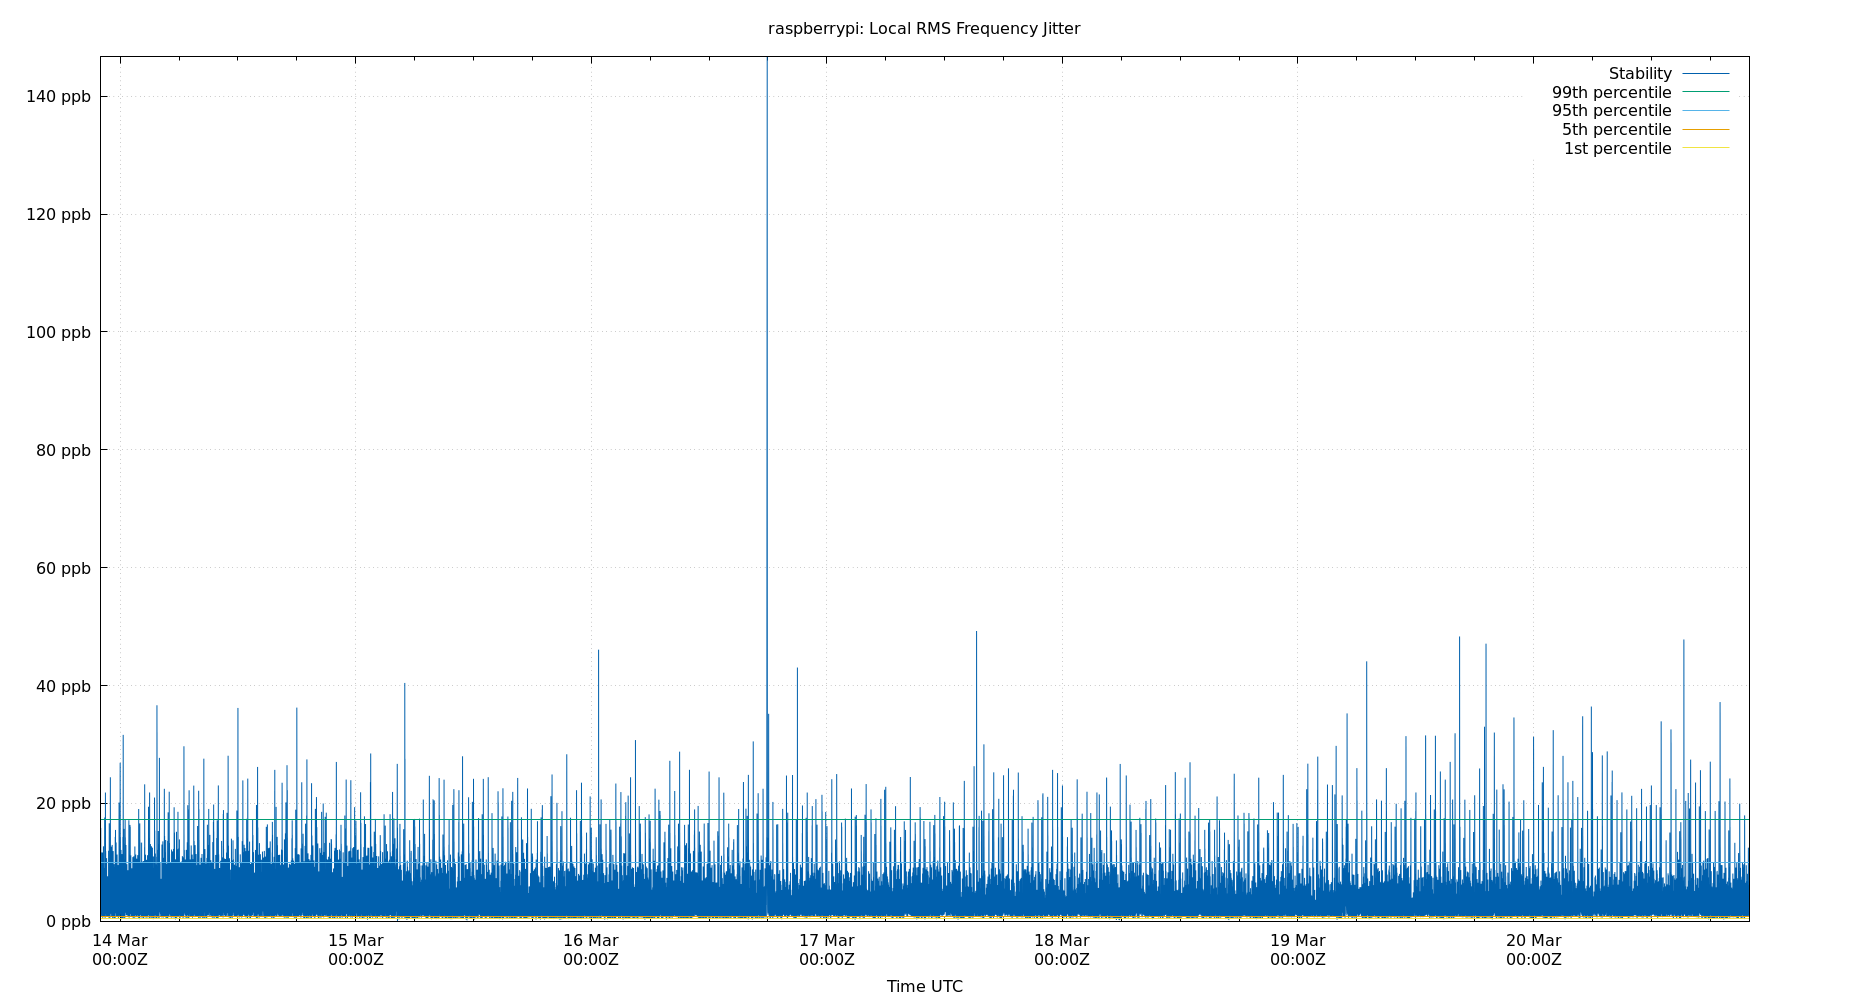 raspberrypi: Local RMS Frequency Jitter
Stability
99th percentile
95th percentile
5th percentile
1st percentile
140 ppb
120 ppb
100 ppb
80 ppb
60 ppb
40 ppb
20 ppb
0 ppb
14 Mar 15 Mar 16 Mar 17 Mar 18 Mar 19 Mar 20 Mar
00:00Z 00:00Z 00:00Z 00:00Z 00:00Z 00:00Z 00:00Z
Time UTC